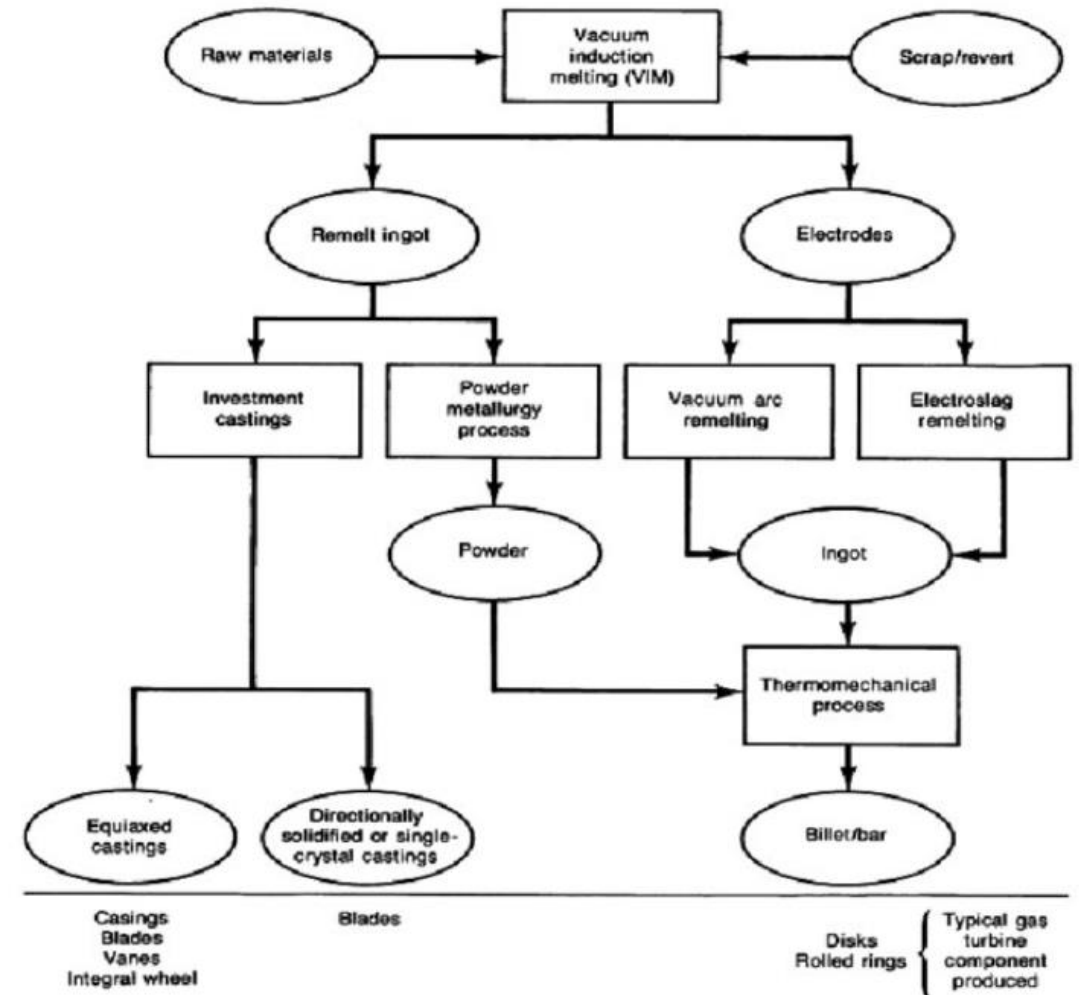 Raw materials
Vacuum
induction
melting (VIM)
Scrap/revert
Remelt ingot
Electrodes
Investment
castings
Powder
metallurgy
process
Vacuum arc
remelting
Electroslag
remelting
Powder
Ingot
Thermomechanical
process
Equiaxed
castings
Directionally
solidified or single-
crystal castings
Billet/bar
Casings
Blades
Vanes
Integral wheel
Blades
Disks
Rolled rings
Typical gas
turbine
component
produced